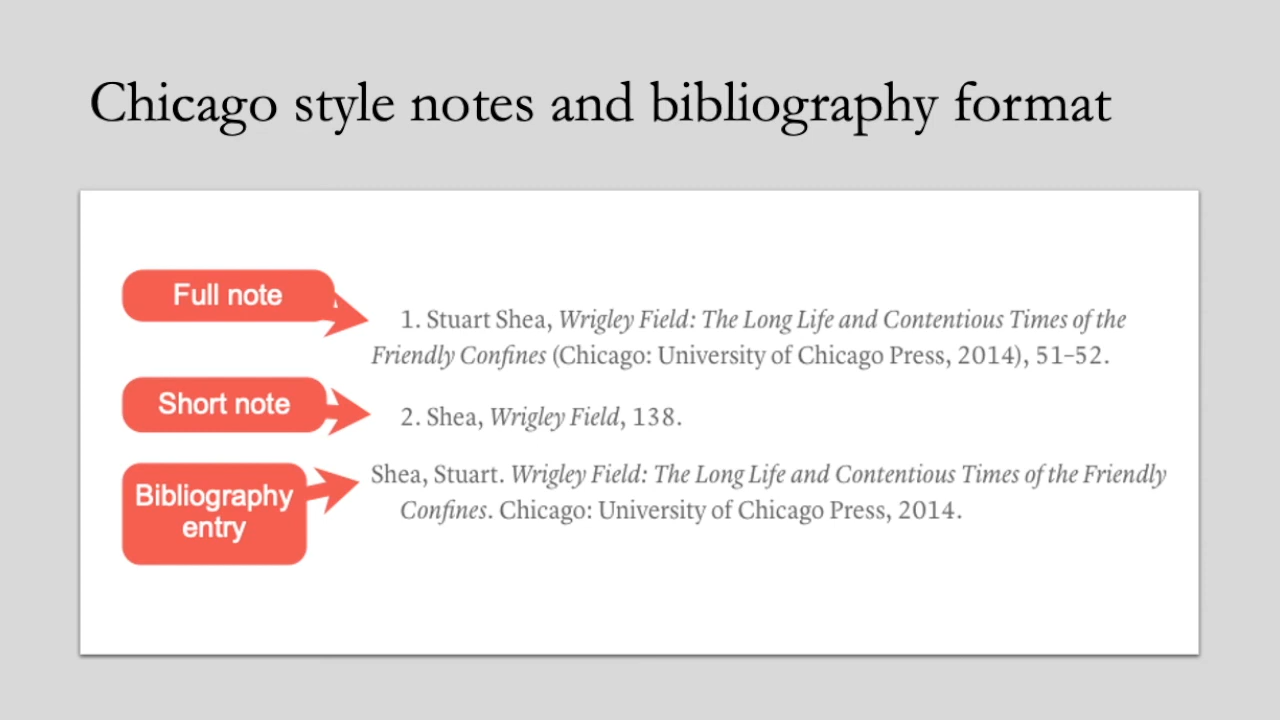 Chicago style notes and bibliography format
Full note
1. Stuart Shea, Wrigley Field: The Long Life and Contentious Times of the
Friendly Confines (Chicago: University of Chicago Press, 2014), 51–52.
Short note
2. Shea, Wrigley Field, 138.
Bibliography
entry
Shea, Stuart. Wrigley Field: The Long Life and Contentious Times of the Friendly
Confines. Chicago: University of Chicago Press, 2014.